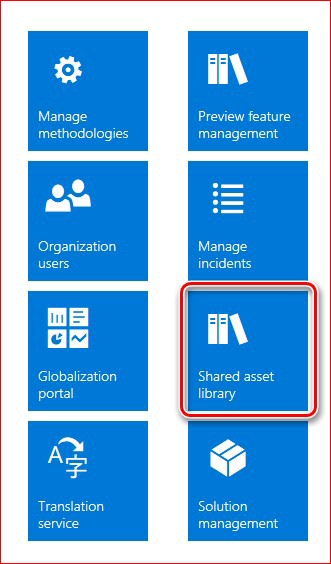 Manage
methodologies
Preview feature
management
Organization
users
Manage
incidents
Globalization
portal
Shared asset
library
A字
Translation
service
Solution
management